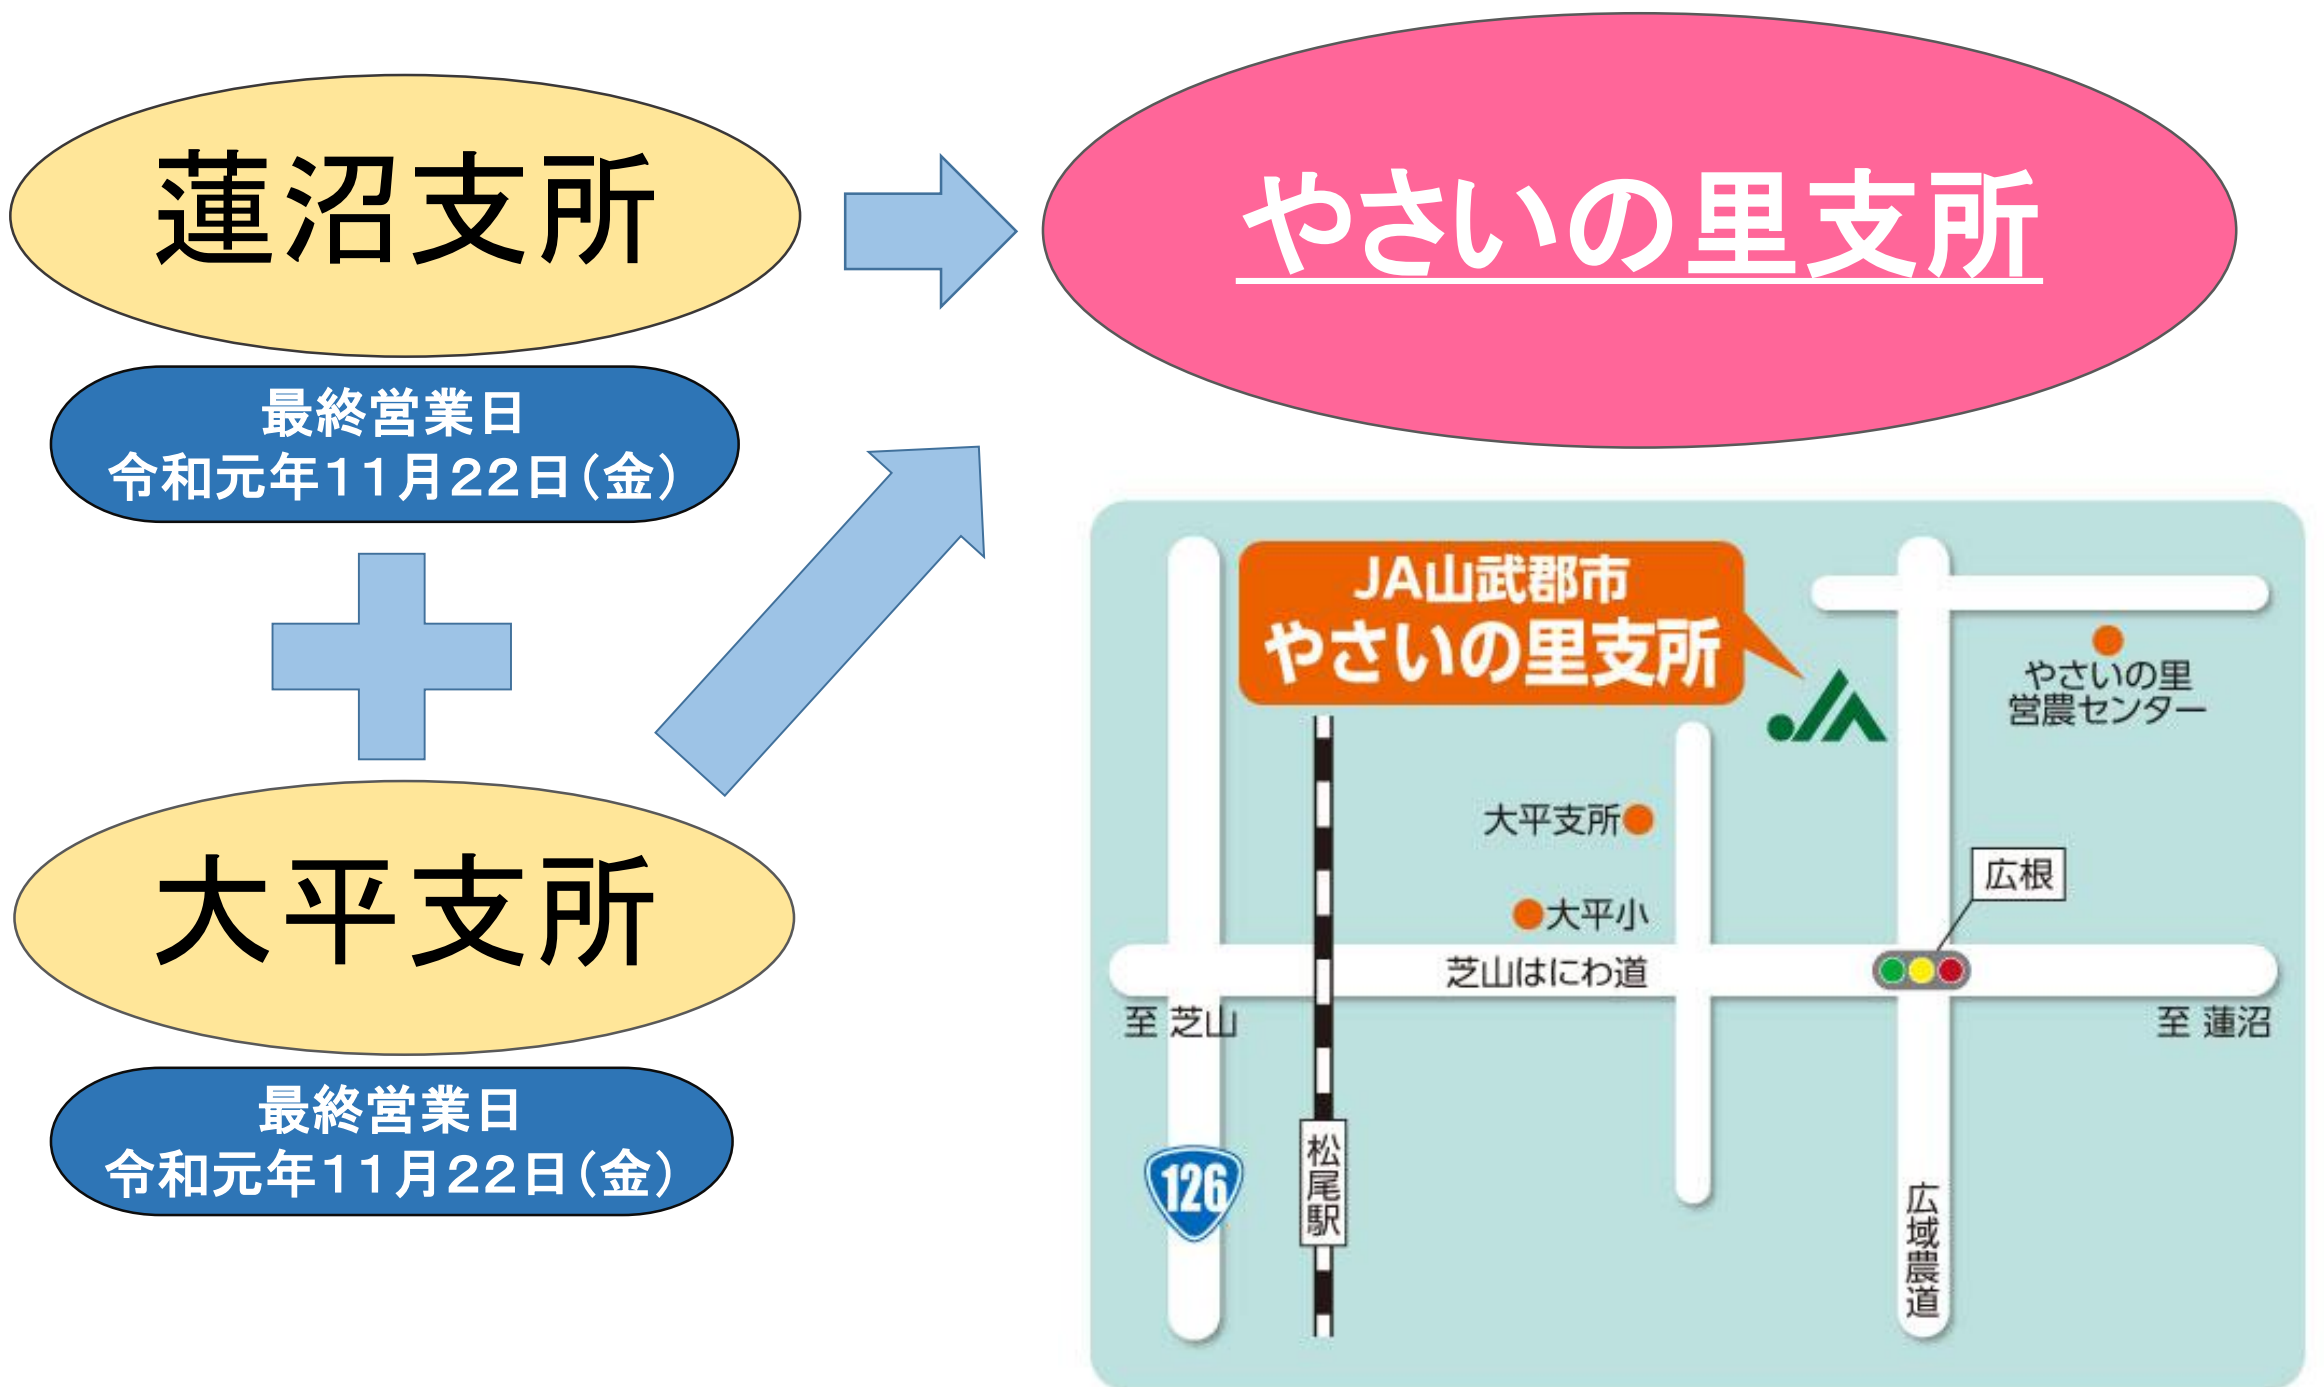 蓮沼支所
最終営業日
令和元年11月22日(金)
大平支所
最終営業日
令和元年11月22日(金)
やさいの里支所
JA山武郡市
やさいの里支所
JA
やさいの里
営農センター
大平支所
大平小
広根
芝山はにわ道
至 芝山
至 蓮沼
126
松尾駅
広域農道